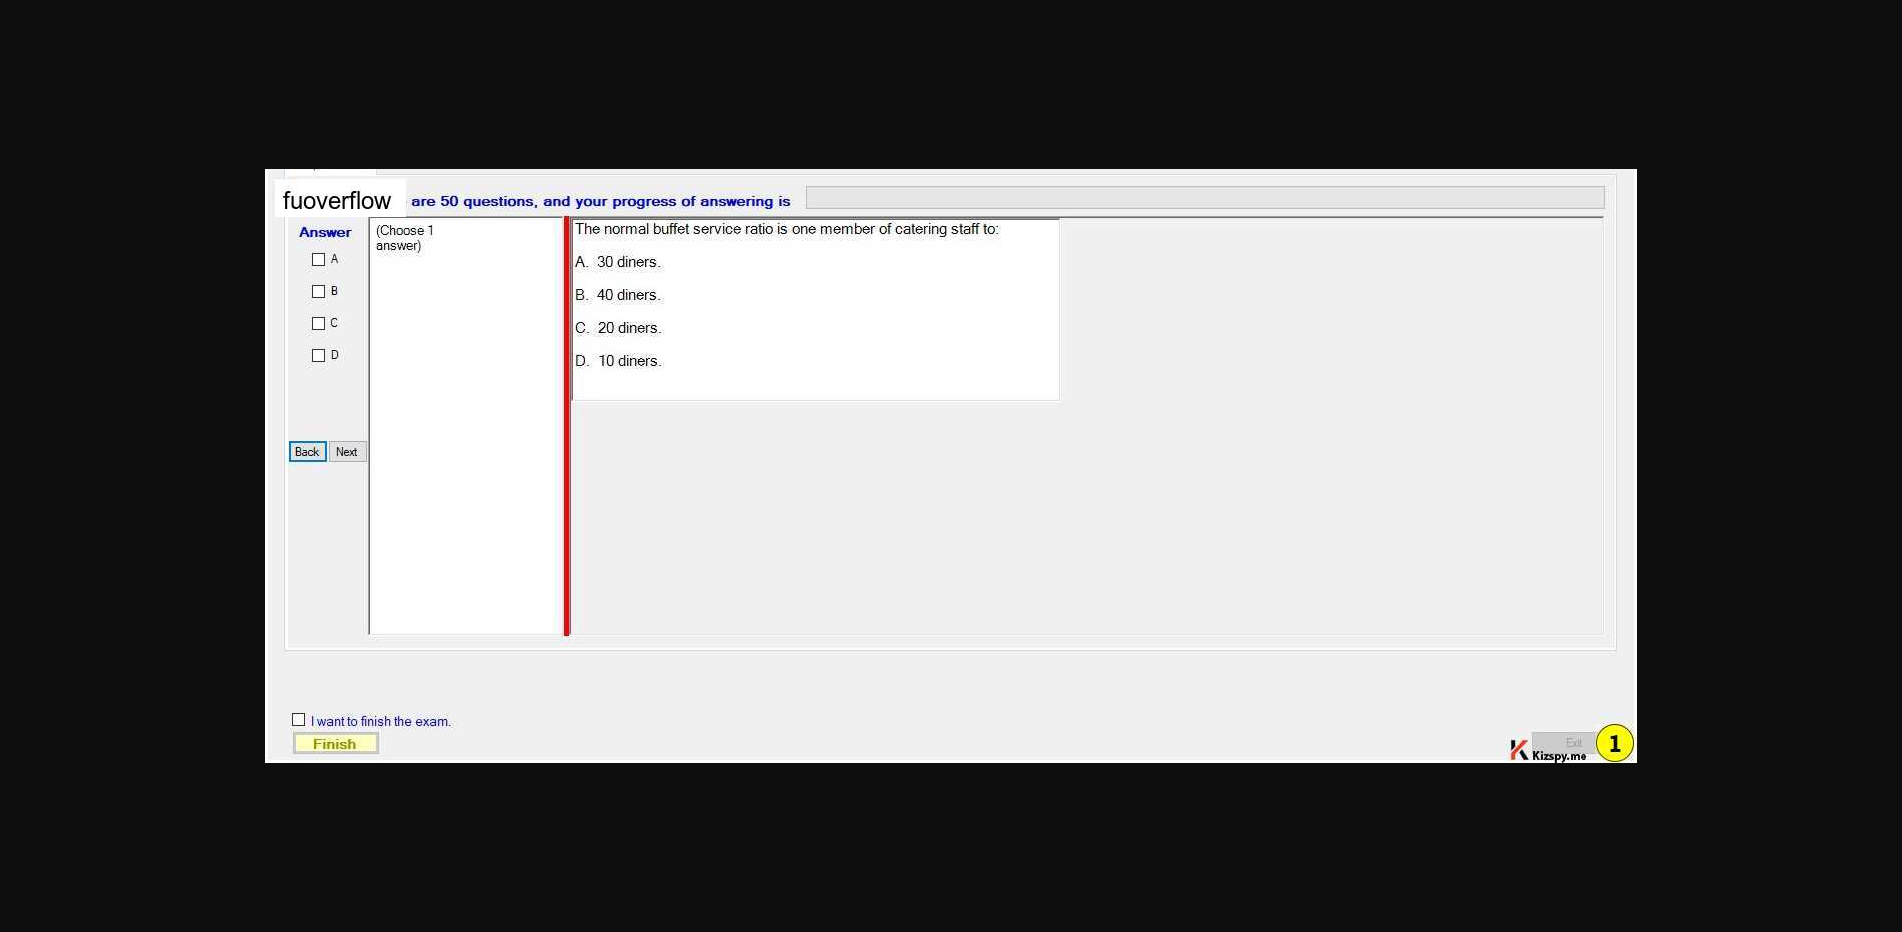 fuoverflow are 50 questions, and your progress of answering is
Answer
(Choose 1
answer)
A
B
C
D
Back Next
The normal buffet service ratio is one member of catering staff to:
A. 30 diners.
B. 40 diners.
C. 20 diners.
D. 10 diners.
I want to finish the exam.
Finish
Exit
Kizspy.me
1